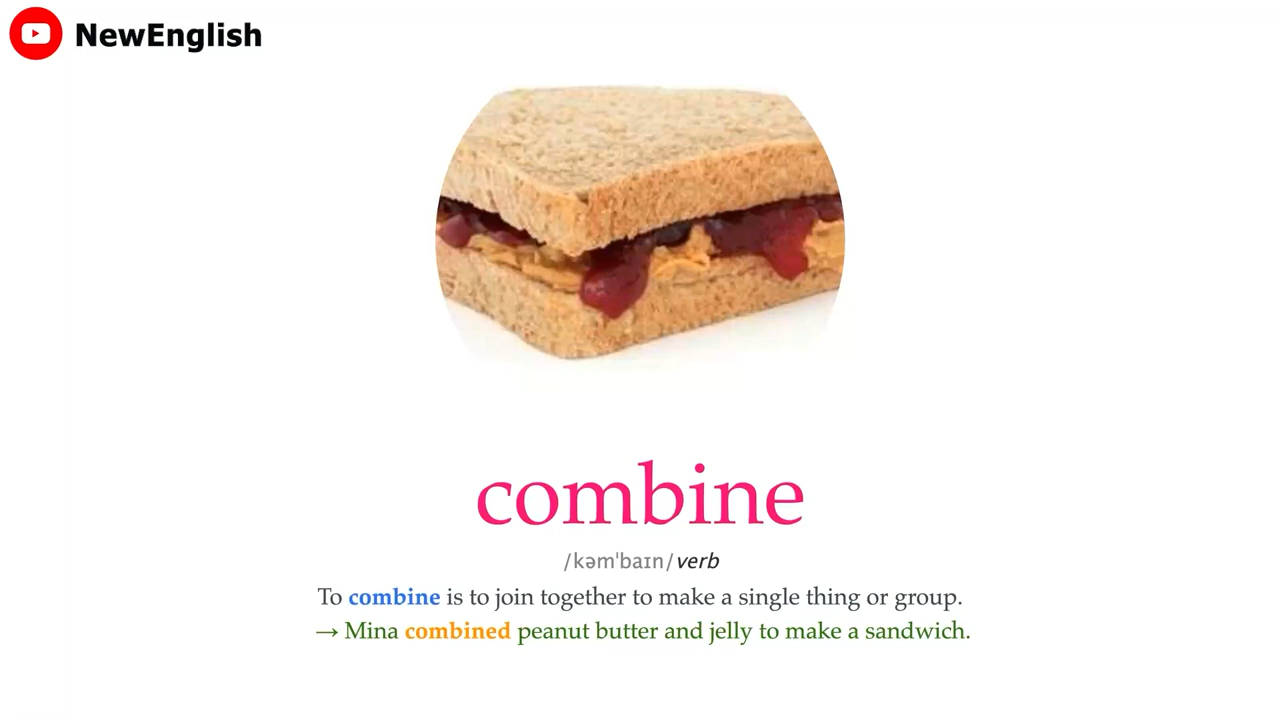 NewEnglish
combine
/kəmˈbaɪn/verb
To combine is to join together to make a single thing or group.
→ Mina combined peanut butter and jelly to make a sandwich.